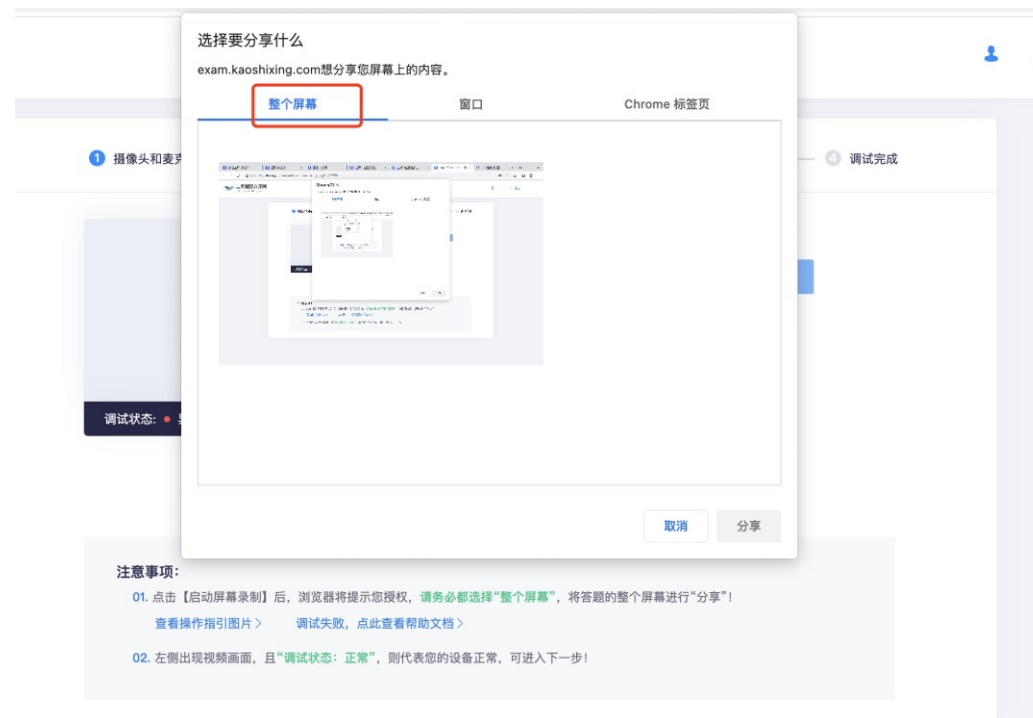 选择要分享什么
exam.kaoshixing.com想分享您屏幕上的内容。
整个屏幕
窗口
Chrome 标签页
1 摄像头和麦克
4 调试完成
调试状态:
取消
分享
注意事项:
01. 点击【启动屏幕录制】后，浏览器将提示您授权，请务必都选择“整个屏幕”，将答题的整个屏幕进行“分享”!
查看操作指引图片> 调试失败，点此查看帮助文档>
02. 左侧出现视频画面，且“调试状态：正常”，则代表您的设备正常，可进入下一步!